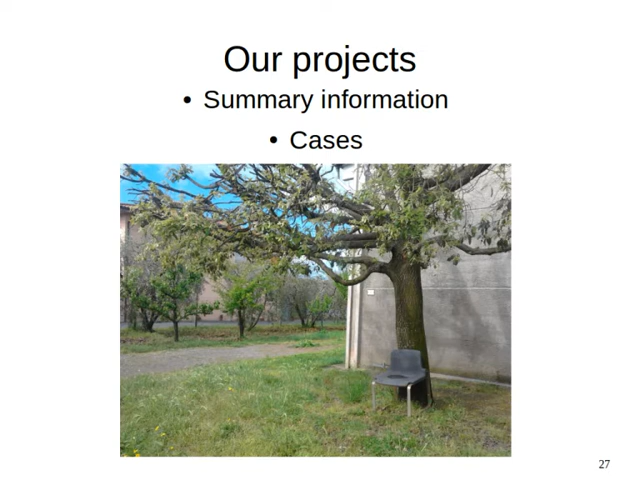 Our projects
• Summary information
• Cases
27